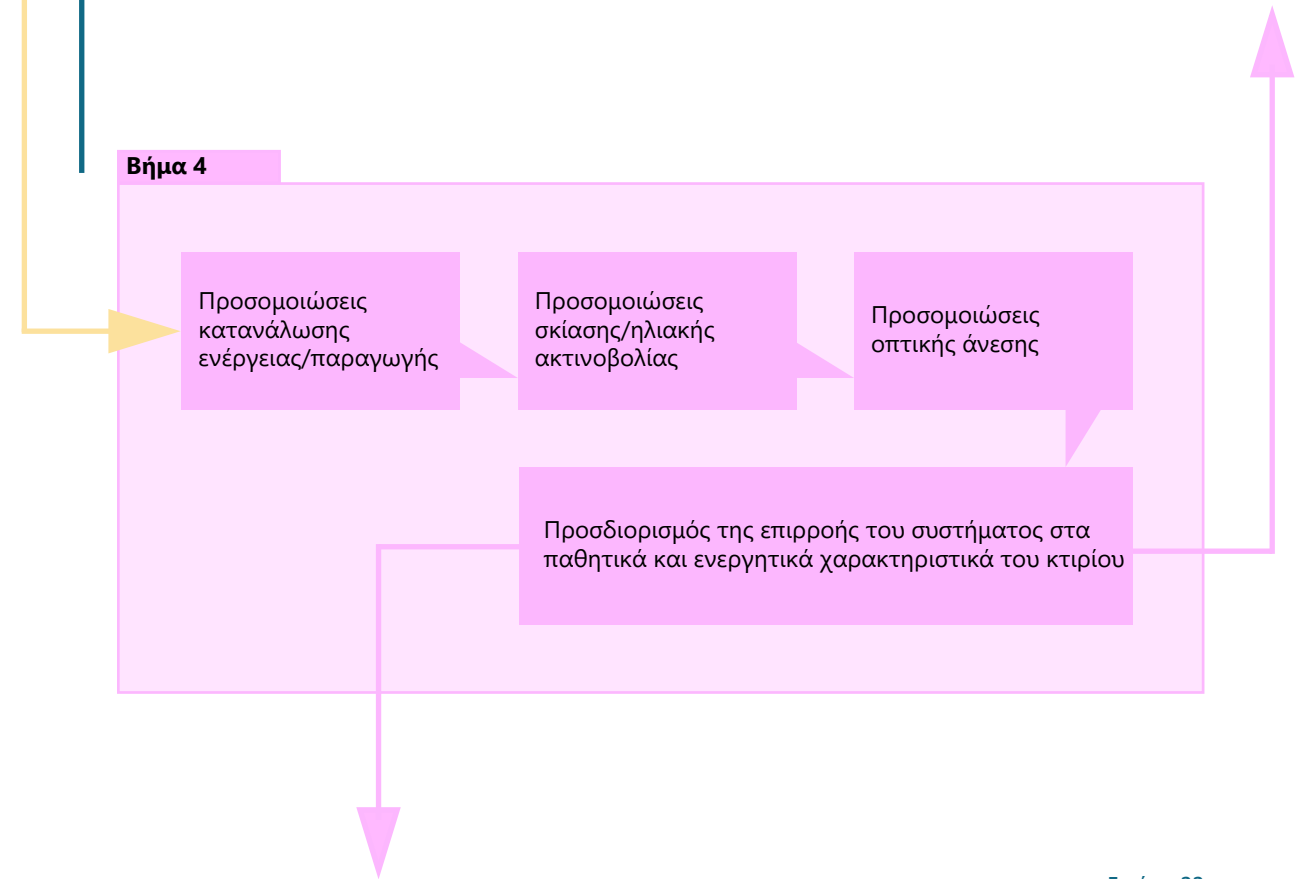 Βήμα 4
Προσομοιώσεις
κατανάλωσης
ενέργειας/παραγωγής
Προσομοιώσεις
σκίασης/ηλιακής
ακτινοβολίας
Προσομοιώσεις
οπτικής άνεσης
Προσδιορισμός της επιρροής του συστήματος στα
παθητικά και ενεργητικά χαρακτηριστικά του κτιρίου